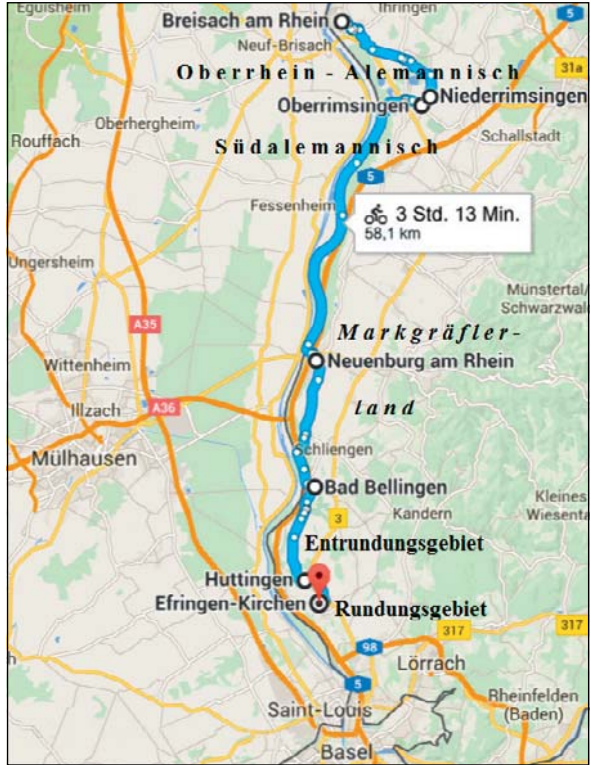 Eguisheim
Breisach am Rhein
Ihringen
5
Neuf-Brisach
31a
Oberrhein - Alemannisch
Niederrimsingen
Oberrimsingen
Oberhergheim
Rouffach
Schallstadt
Südalemannisch
5
Fessenheim
3 Std. 13 Min.
58,1 km
Ungersheim
Münstertal/
Schwarzwal
A35
Markgräfler-
Wittenheim
Neuenburg am Rhein
Illzach
A36
land
Mülhausen
Schliengen
Bad Bellingen
Kleines
Wiesenta
3
Kandern
Entrundungsgebiet
Huttingen
Efringen-Kirchen
Rundungsgebiet
317
317
98
Lörrach
5
Rheinfelden
(Baden)
Saint-Louis
Basel